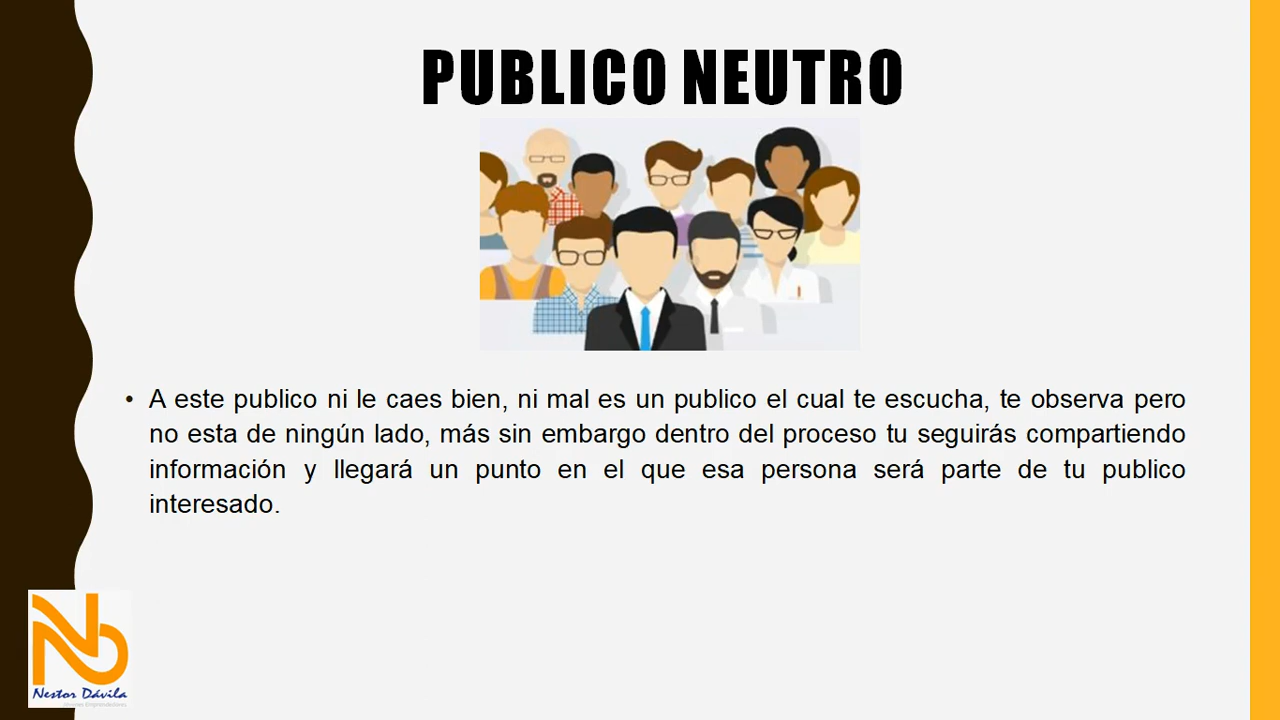 PUBLICO NEUTRO
• A este publico ni le caes bien, ni mal es un publico el cual te escucha, te observa pero
no esta de ningún lado, más sin embargo dentro del proceso tu seguirás compartiendo
información y llegará un punto en el que esa persona será parte de tu publico
interesado.
Nestor Dávila